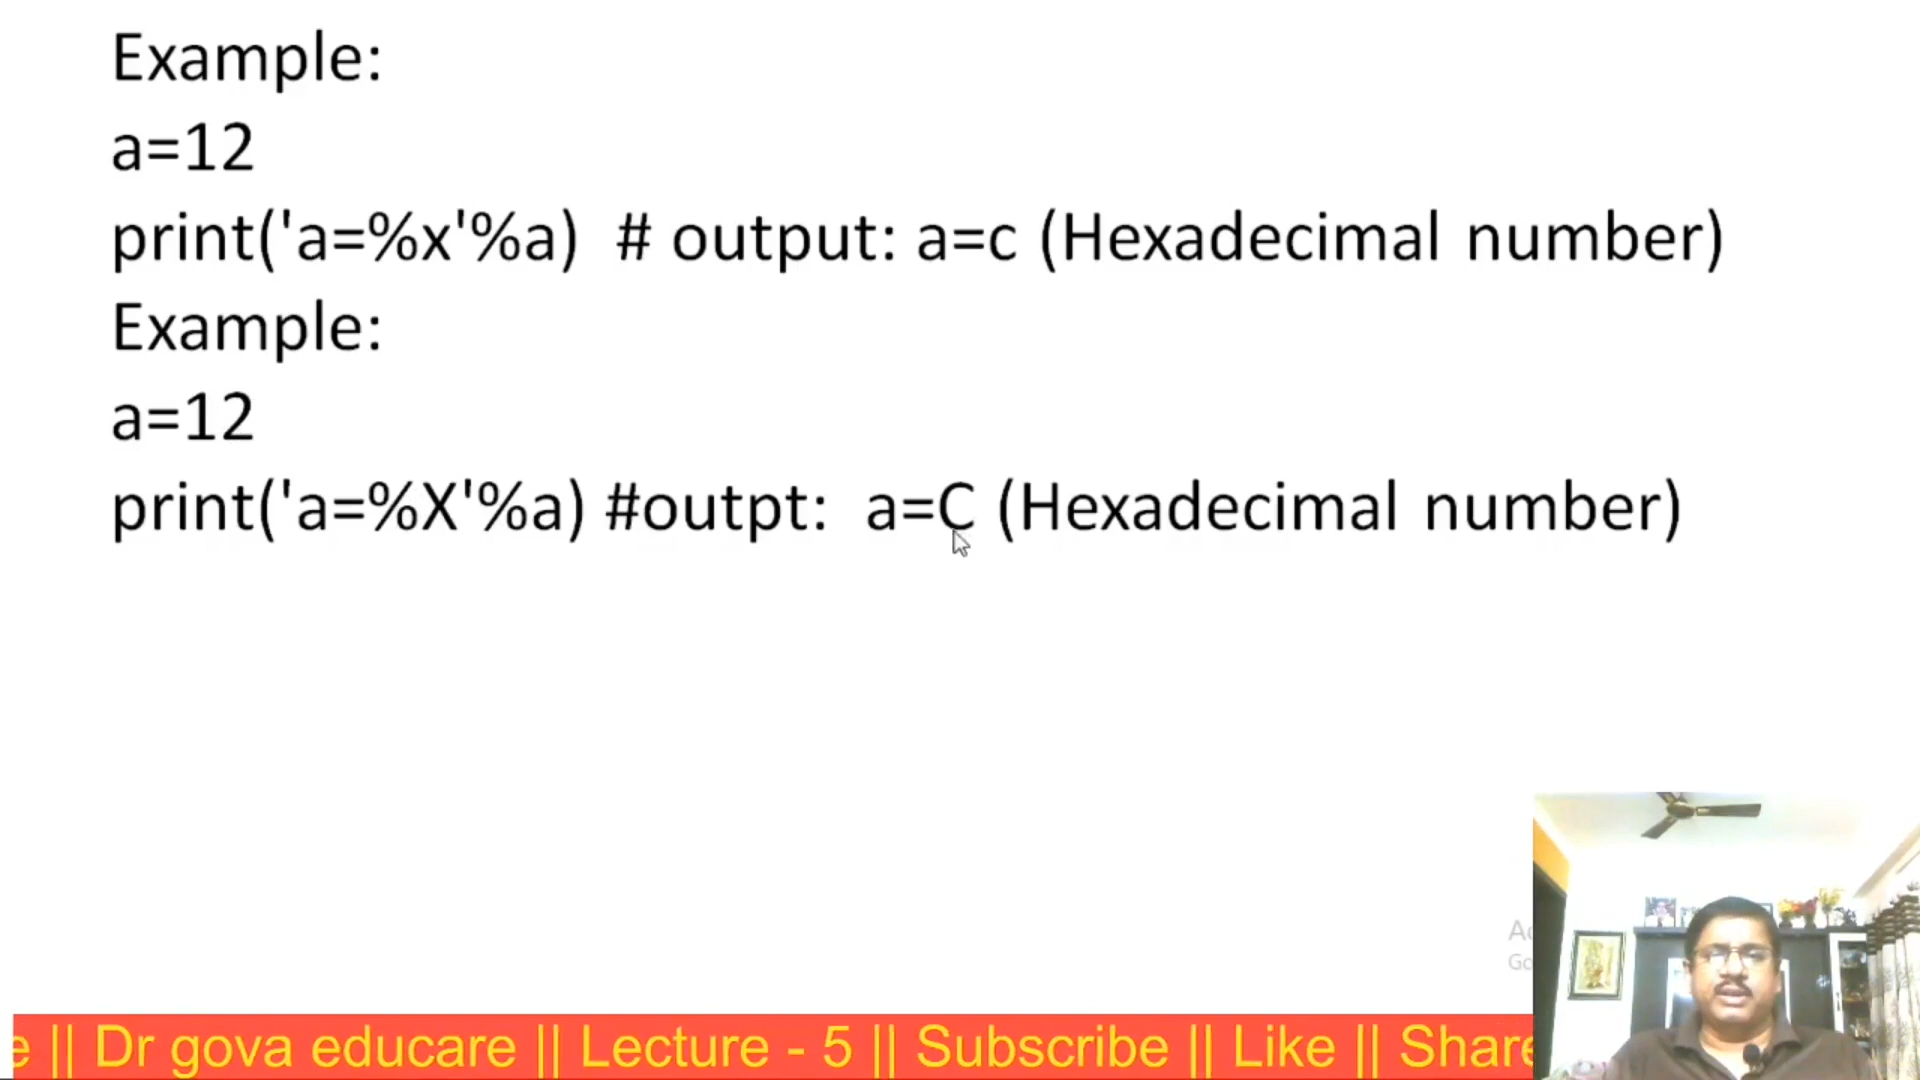 Example:
a=12
print('a=%x'%a) # output: a=c (Hexadecimal number)
Example:
a=12
print('a=%X'%a) #outpt: a=C (Hexadecimal number)
e || Dr gova educare || Lecture - 5 || Subscribe || Like || Share